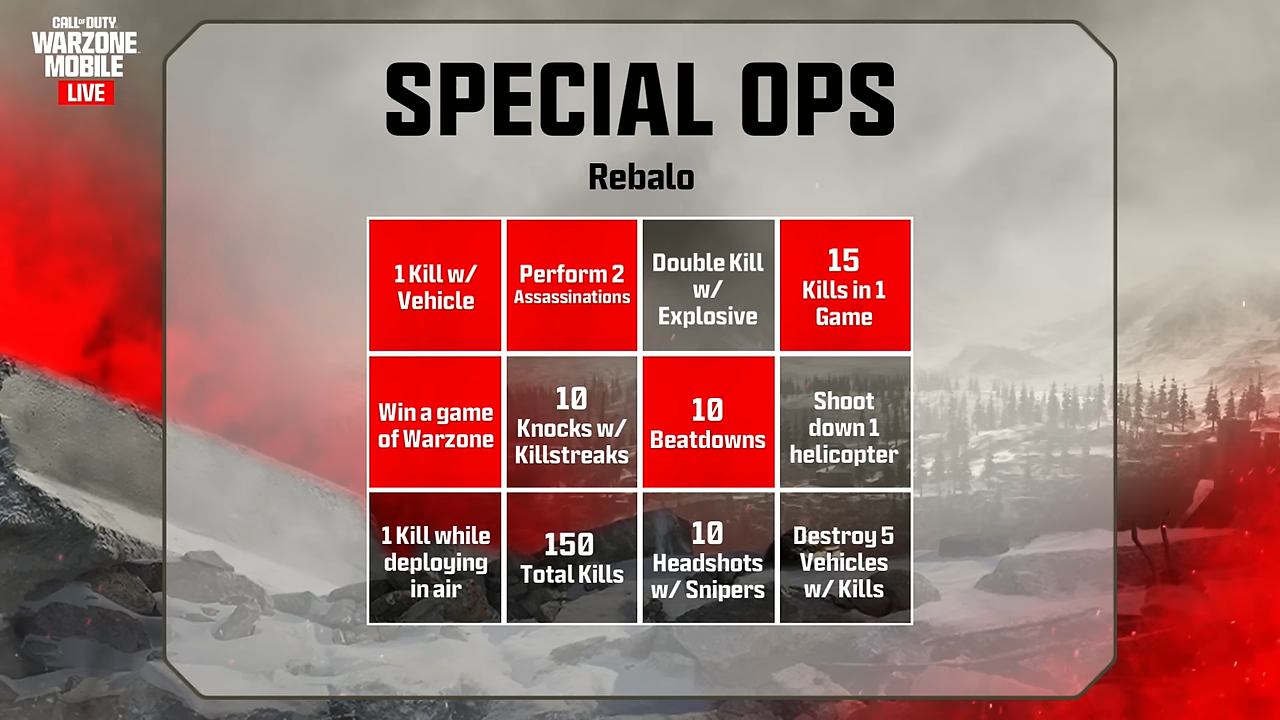 CALL OF DUTY
WARZONE
MOBILE
LIVE
SPECIAL OPS
Rebalo
1 Kill w/
Vehicle
Perform 2
Assassinations
Double Kill
w/
Explosive
15
Kills in 1
Game
Win a game
of Warzone
10
Knocks w/
Killstreaks
10
Beatdowns
Shoot
down 1
helicopter
1 Kill while
deploying
in air
150
Total Kills
10
Headshots
w/ Snipers
Destroy 5
Vehicles
w/ Kills